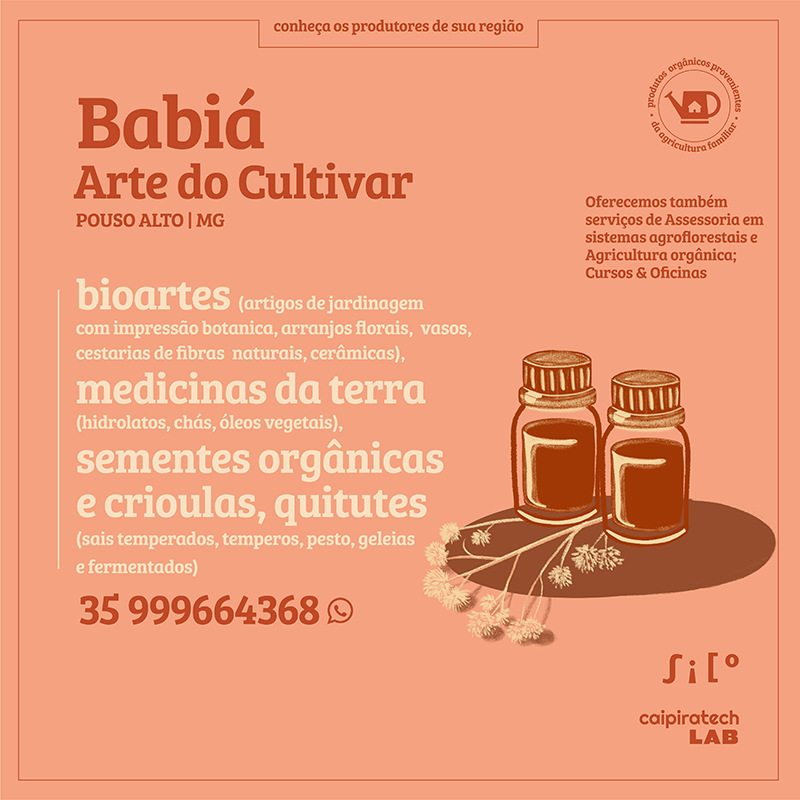 conheça os produtores de sua região
produtos orgânicos provenientes
da agricultura familiar
Babiá
Arte do Cultivar
POUSO ALTO | MG
Oferecemos também
serviços de Assessoria em
sistemas agroflorestais e
Agricultura orgânica;
Cursos & Oficinas
bioartes (artigos de jardinagem
com impressão botanica, arranjos florais, vasos,
cestarias de fibras naturais, cerâmicas),
medicinas da terra
(hidrolatos, chás, óleos vegetais),
sementes orgânicas
e crioulas, quitutes
(sais temperados, temperos, pesto, geleias
e fermentados)
35 999664368
silo
caipiratech
LAB